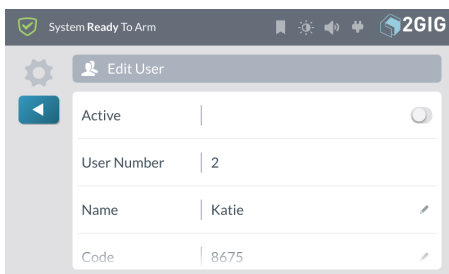 System Ready To Arm
2GIG
Edit User
Active
User Number 2
Name Katie
Code 8675